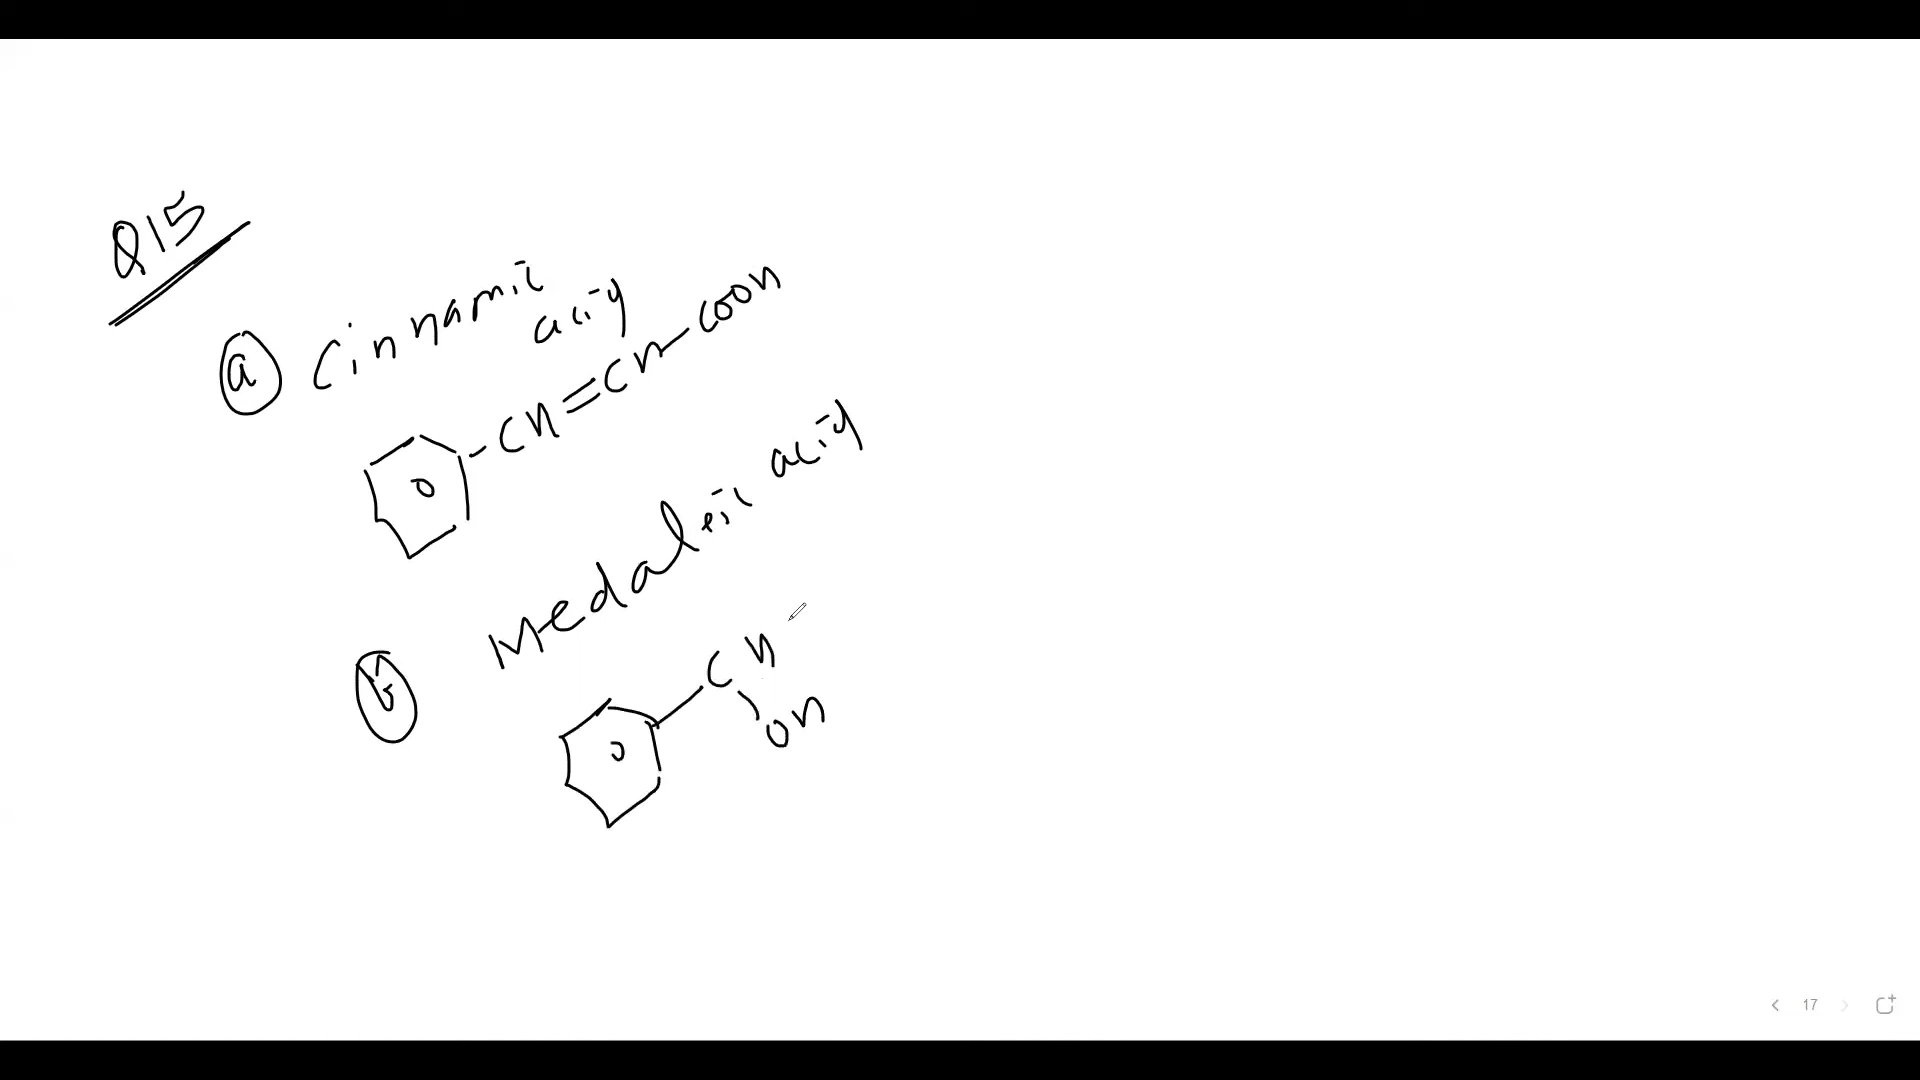 Q15
(a) Cinnamic
acid
CH=CH-COOH
(b) Medaleic acid
CH
OH
17